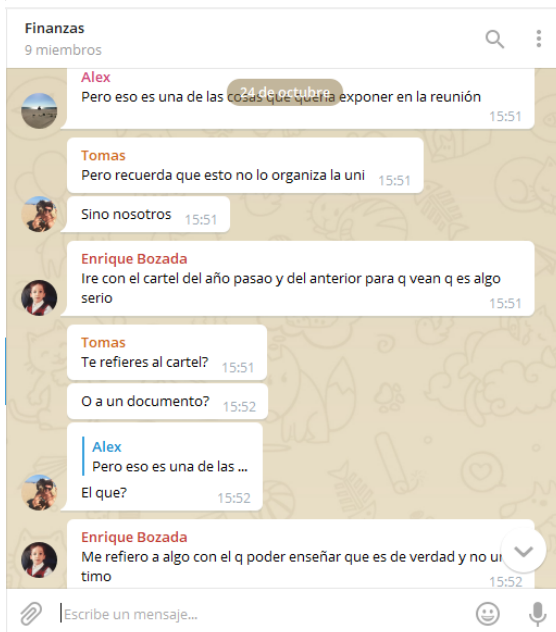 Finanzas
9 miembros
Alex
24 de octubre
Pero eso es una de las cosas que quería exponer en la reunión
15:51
Tomas
Pero recuerda que esto no lo organiza la uni 15:51
Sino nosotros 15:51
Enrique Bozada
Ire con el cartel del año pasao y del anterior para q vean q es algo
serio
15:51
Tomas
Te refieres al cartel? 15:51
O a un documento? 15:52
Alex
Pero eso es una de las ...
El que? 15:52
Enrique Bozada
Me refiero a algo con el q poder enseñar que es de verdad y no
timo
15:52
Escribe un mensaje...